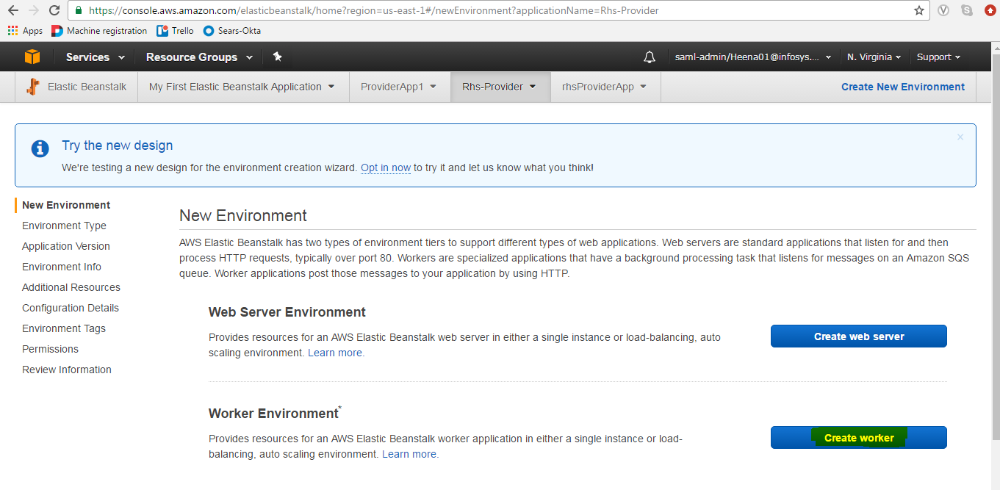 https://console.aws.amazon.com/elasticbeanstalk/home?region=us-east-1#/newEnvironment?applicationName=Rhs-Provider
Apps Machine registration Trello Sears-Okta
Services Resource Groups saml-admin/Heena01@infosys.... N. Virginia Support
Elastic Beanstalk My First Elastic Beanstalk Application ProviderApp1 Rhs-Provider rhsProviderApp Create New Environment
Try the new design
We're testing a new design for the environment creation wizard. Opt in now to try it and let us know what you think!
New Environment
Environment Type
Application Version
Environment Info
Additional Resources
Configuration Details
Environment Tags
Permissions
Review Information
New Environment
AWS Elastic Beanstalk has two types of environment tiers to support different types of web applications. Web servers are standard applications that listen for and then
process HTTP requests, typically over port 80. Workers are specialized applications that have a background processing task that listens for messages on an Amazon SQS
queue. Worker applications post those messages to your application by using HTTP.
Web Server Environment
Provides resources for an AWS Elastic Beanstalk web server in either a single instance or load-balancing, auto
scaling environment. Learn more.
Create web server
Worker Environment*
Provides resources for an AWS Elastic Beanstalk worker application in either a single instance or load-
balancing, auto scaling environment. Learn more.
Create worker